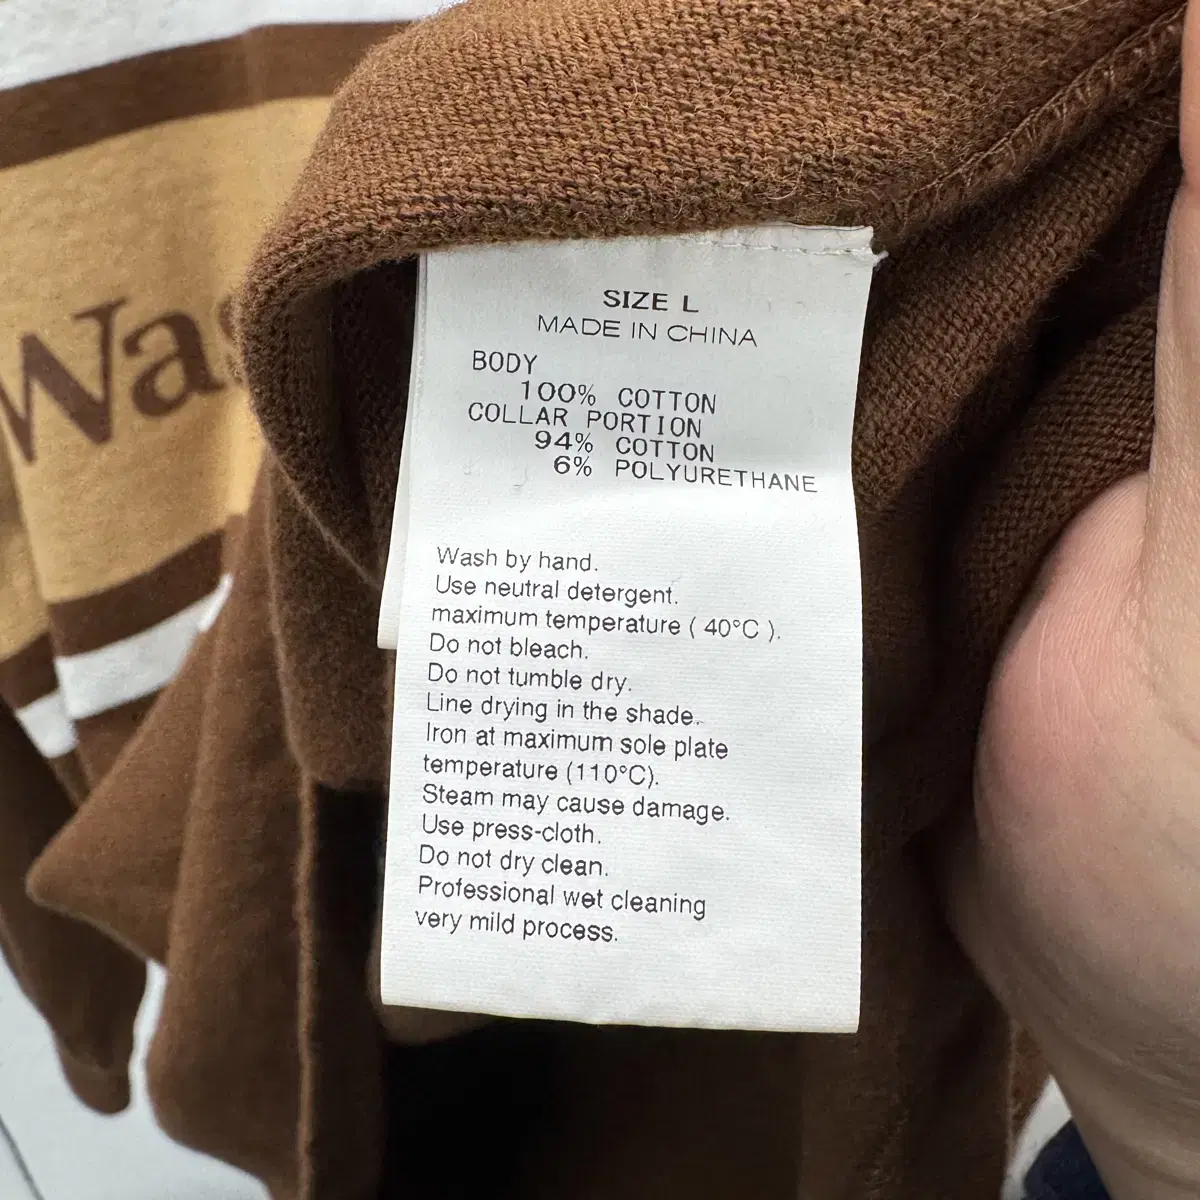 SIZE L
MADE IN CHINA
BODY
100% COTTON
COLLAR PORTION
94% COTTON
6% POLYURETHANE
Wash by hand.
Use neutral detergent.
maximum temperature ( 40°C ).
Do not bleach.
Do not tumble dry.
Line drying in the shade.
Iron at maximum sole plate
temperature (110°C).
Steam may cause damage.
Use press-cloth.
Do not dry clean.
Professional wet cleaning
very mild process.